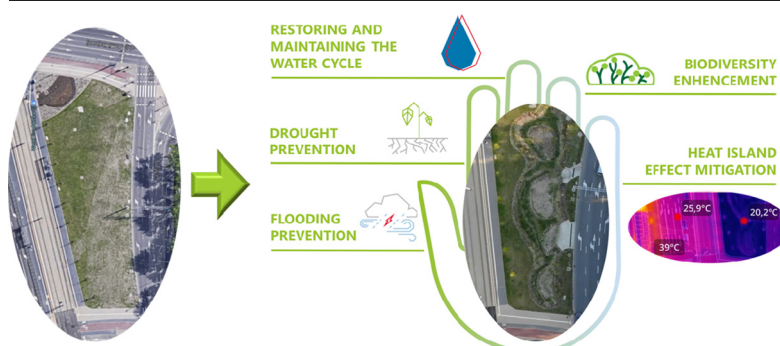 RESTORING AND
MAINTAINING THE
WATER CYCLE
DROUGHT
PREVENTION
FLOODING
PREVENTION
BIODIVERSITY
ENHENCEMENT
HEAT ISLAND
EFFECT MITIGATION
25,9°C
20,2°C
39°C